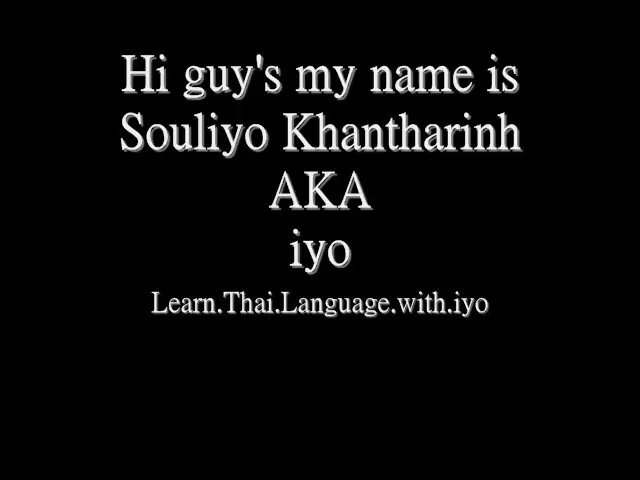 Hi guy's my name is
Souliyo Khantharinh
AKA
iyo
Learn.Thai.Language.with.iyo